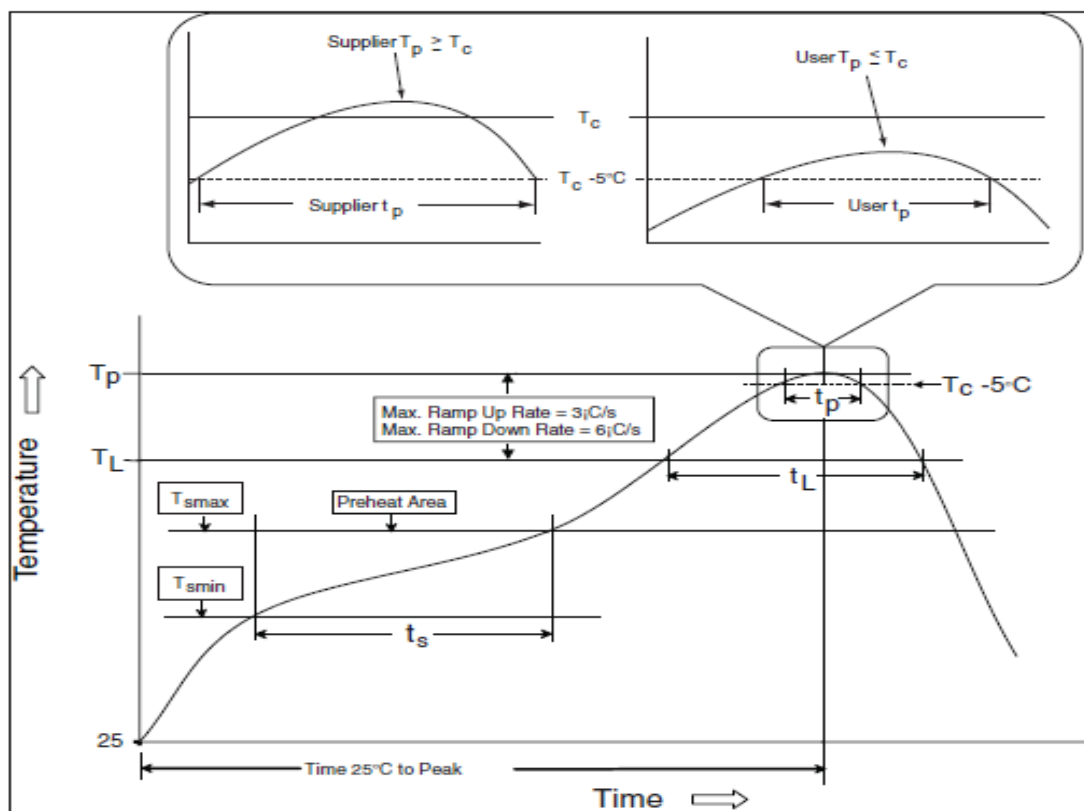 Supplier Tp ≥ Tc
User Tp ≤ Tc
Tc
Tc -5°C
Supplier tp
User tp
Tp
Tc -5°C
tp
Max. Ramp Up Rate = 3¡C/s
Max. Ramp Down Rate = 6¡C/s
TL
tL
Tsmax
Preheat Area
Tsmin
ts
Temperature
25
Time 25°C to Peak
Time